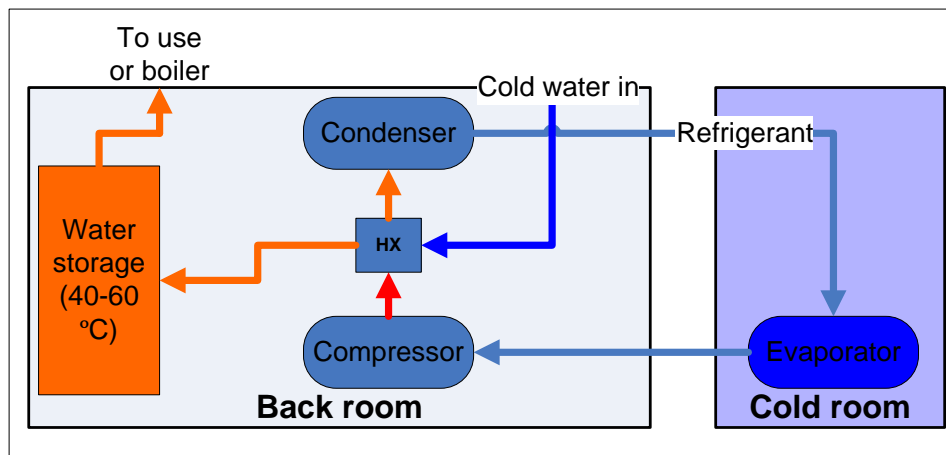 To use
or boiler
Cold water in
Condenser
Refrigerant
Water
storage
(40-60
ºC)
HX
Compressor
Evaporator
Back room
Cold room